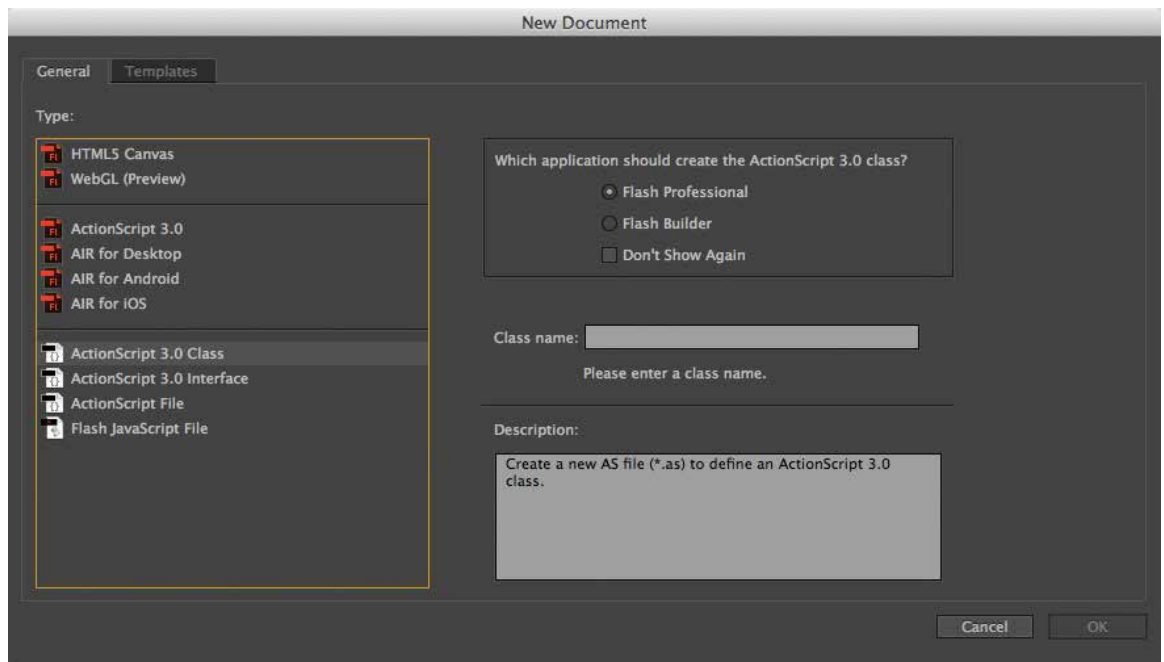 New Document
General
Templates
Type:
HTML5 Canvas
WebGL (Preview)
ActionScript 3.0
AIR for Desktop
AIR for Android
AIR for iOS
ActionScript 3.0 Class
ActionScript 3.0 Interface
ActionScript File
Flash JavaScript File
Which application should create the ActionScript 3.0 class?
Flash Professional
Flash Builder
Don't Show Again
Class name:
Please enter a class name.
Description:
Create a new AS file (*.as) to define an ActionScript 3.0
class.
Cancel
OK